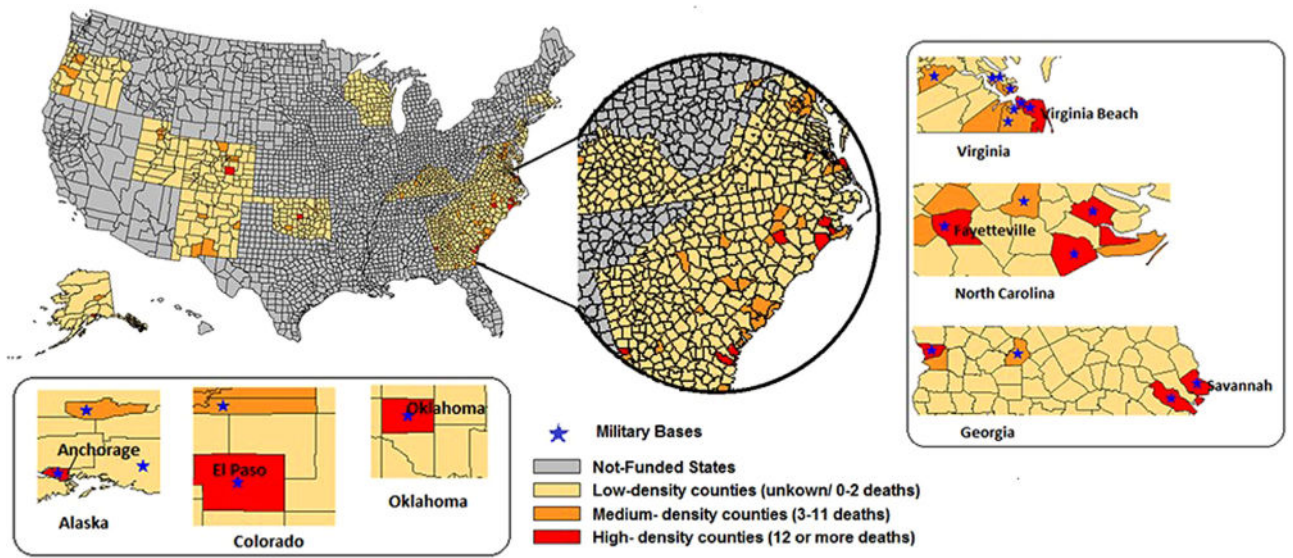 Virginia Beach
Virginia
Fayetteville
North Carolina
Savannah
Georgia
Anchorage
Alaska
El Paso
Colorado
Oklahoma
Oklahoma
Military Bases
Not-Funded States
Low-density counties (unkown/ 0-2 deaths)
Medium- density counties (3-11 deaths)
High- density counties (12 or more deaths)